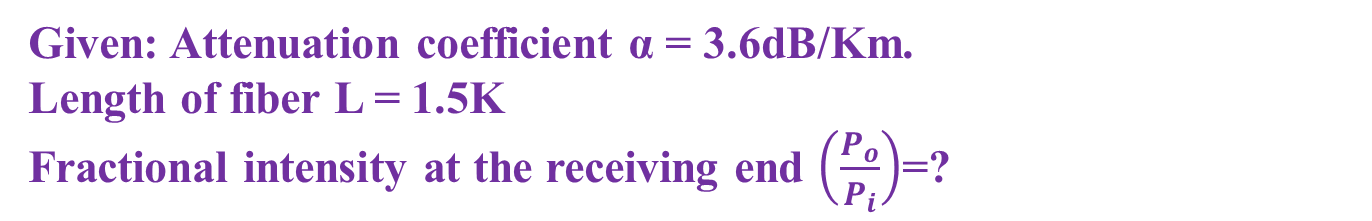 Given: Attenuation coefficient α = 3.6dB/Km.
Length of fiber L = 1.5K
Fractional intensity at the receiving end (Po/Pi)=?